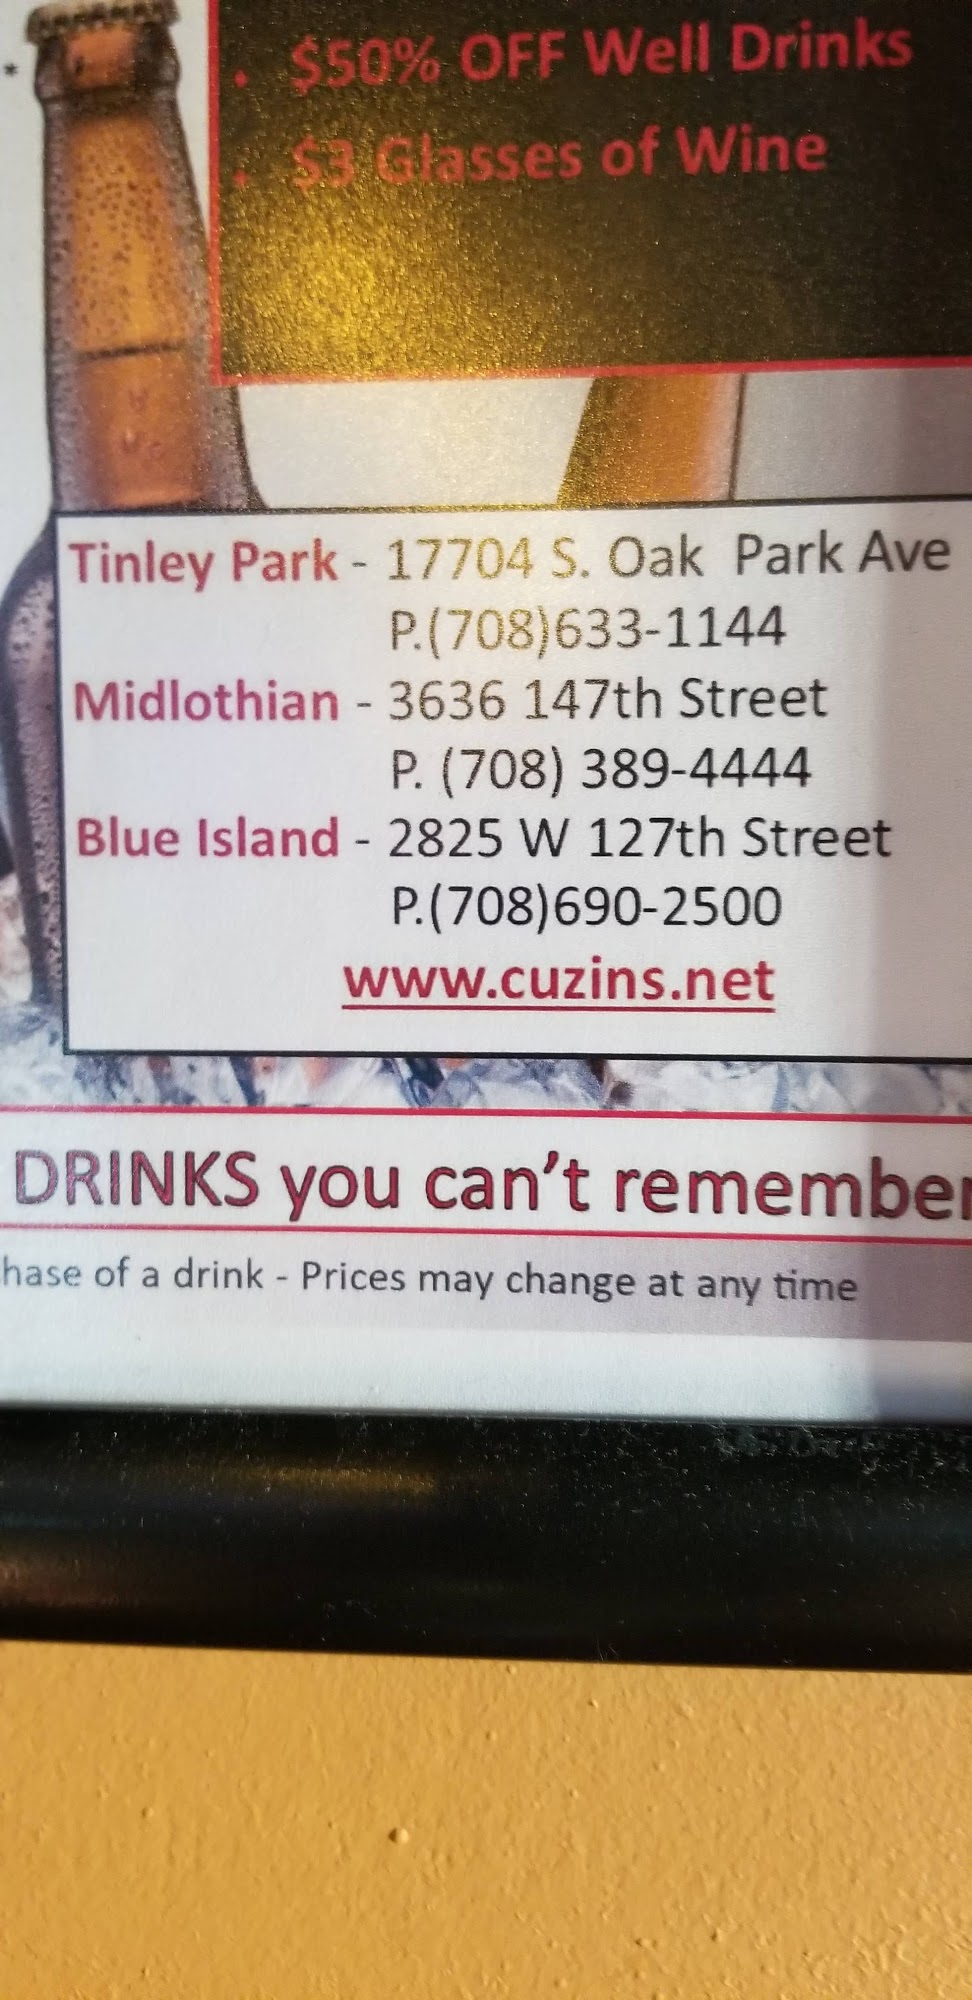 *
. $50% OFF Well Drinks
. $3 Glasses of Wine
Tinley Park - 17704 S. Oak Park Ave
P.(708)633-1144
Midlothian - 3636 147th Street
P. (708) 389-4444
Blue Island - 2825 W 127th Street
P.(708)690-2500
www.cuzins.net
DRINKS you can't remember
hase of a drink - Prices may change at any time